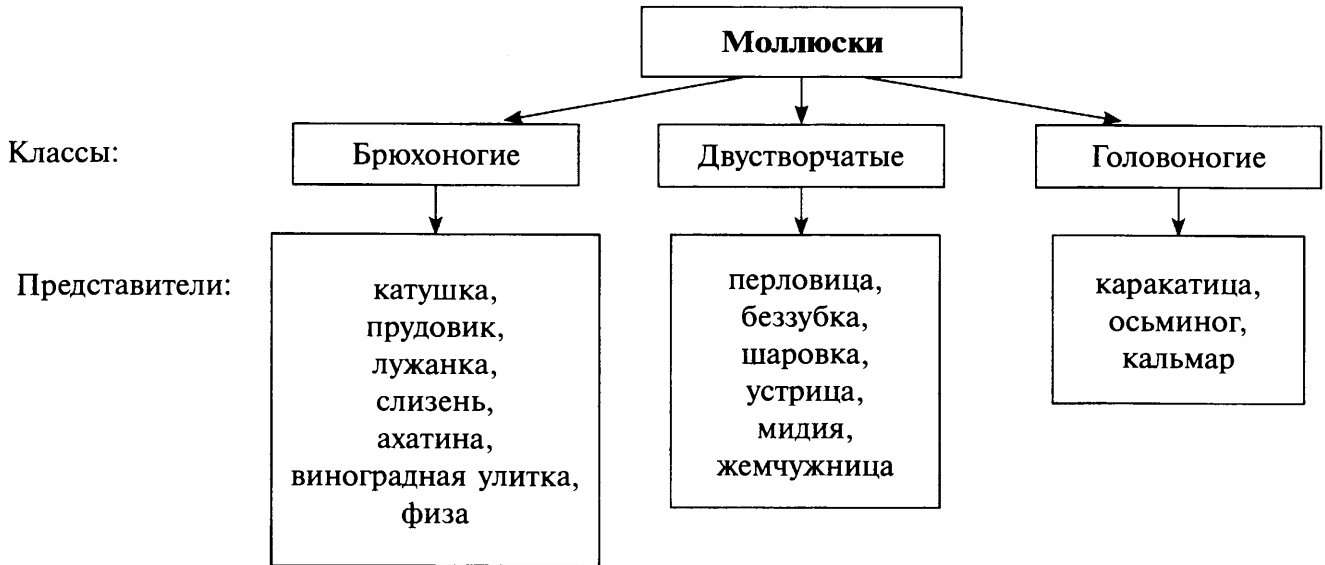 Моллюски
Классы:
Брюхоногие
Двустворчатые
Головоногие
Представители:
катушка,
прудовик,
лужанка,
слизень,
ахатина,
виноградная улитка,
физа
перловица,
беззубка,
шаровка,
устрица,
мидия,
жемчужница
каракатица,
осьминог,
кальмар